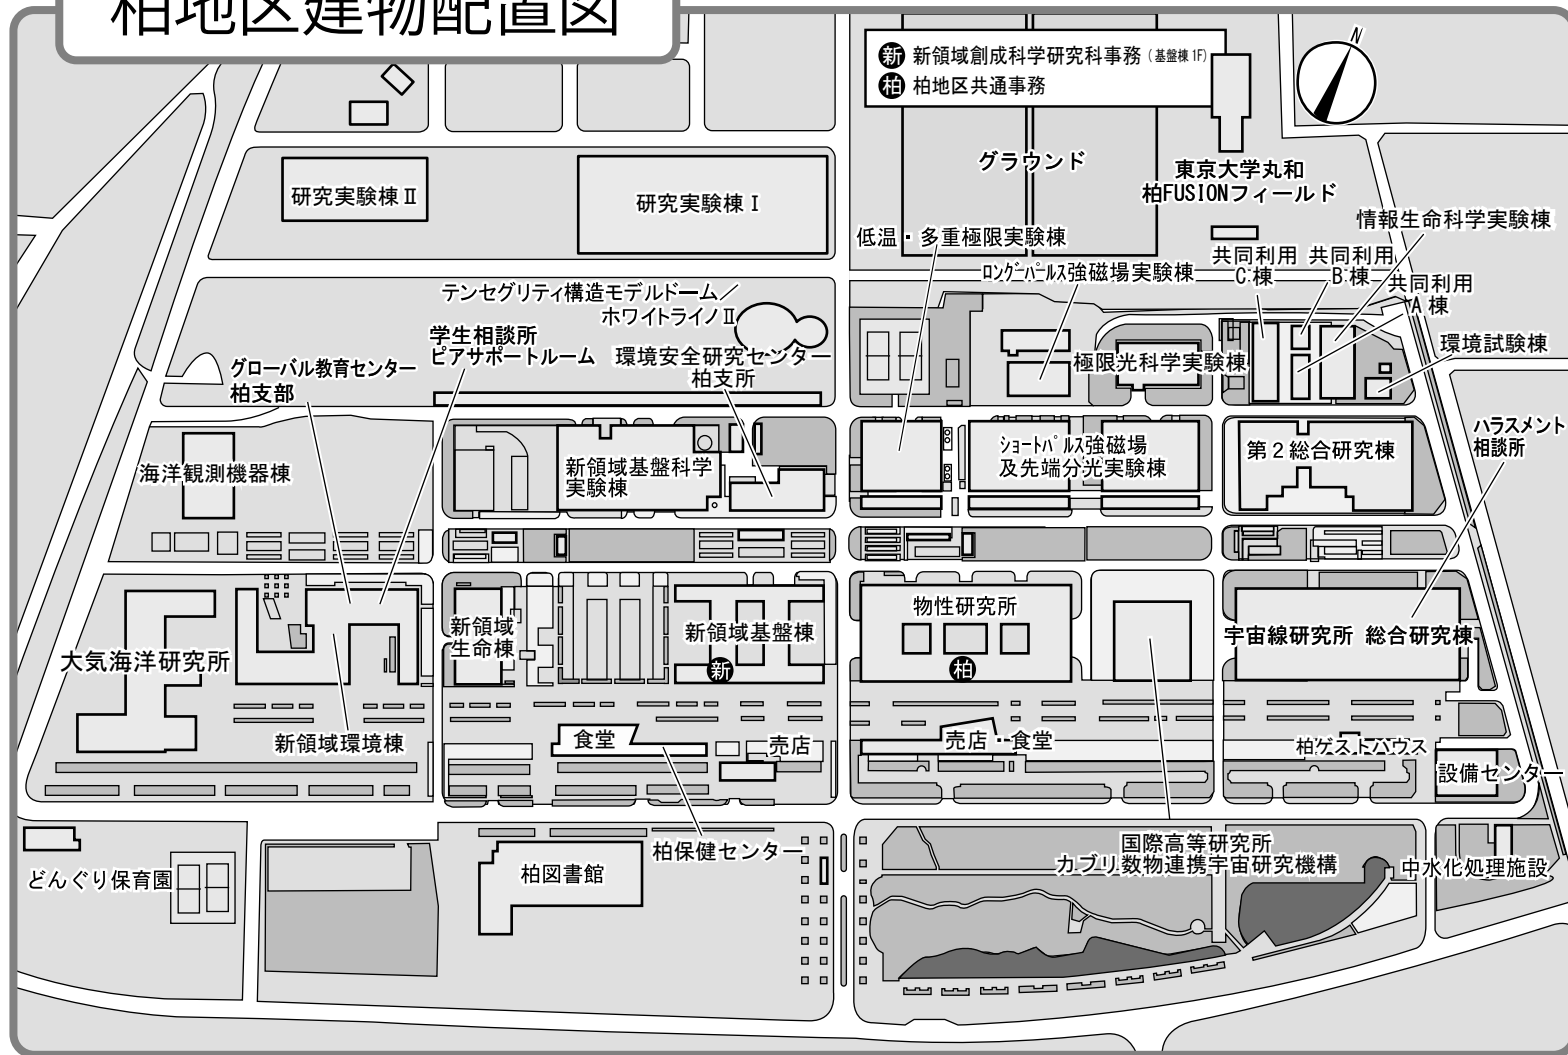 柏地区建物配置図
新 新領域創成科学研究科事務（基盤棟1F）
柏 柏地区共通事務
N
グラウンド
東京大学丸和
柏FUSIONフィールド
研究実験棟Ⅱ
研究実験棟Ⅰ
情報生命科学実験棟
低温・多重極限実験棟
共同利用
C棟
共同利用
B棟
ロングパルス強磁場実験棟
共同利用
A棟
テンセグリティ構造モデルドーム／
ホワイトライノⅡ
学生相談所
ピアサポートルーム
環境安全研究センター
柏支所
環境試験棟
極限光科学実験棟
グローバル教育センター
柏支部
ハラスメント
相談所
海洋観測機器棟
新領域基盤科学
実験棟
ショートパルス強磁場
及先端分光実験棟
第２総合研究棟
物性研究所
新領域
生命棟
新領域基盤棟
新
柏
宇宙線研究所 総合研究棟
大気海洋研究所
新領域環境棟
食堂
売店
売店・食堂
柏ゲストハウス
設備センター
国際高等研究所
カブリ数物連携宇宙研究機構
柏保健センター
どんぐり保育園
柏図書館
中水化処理施設